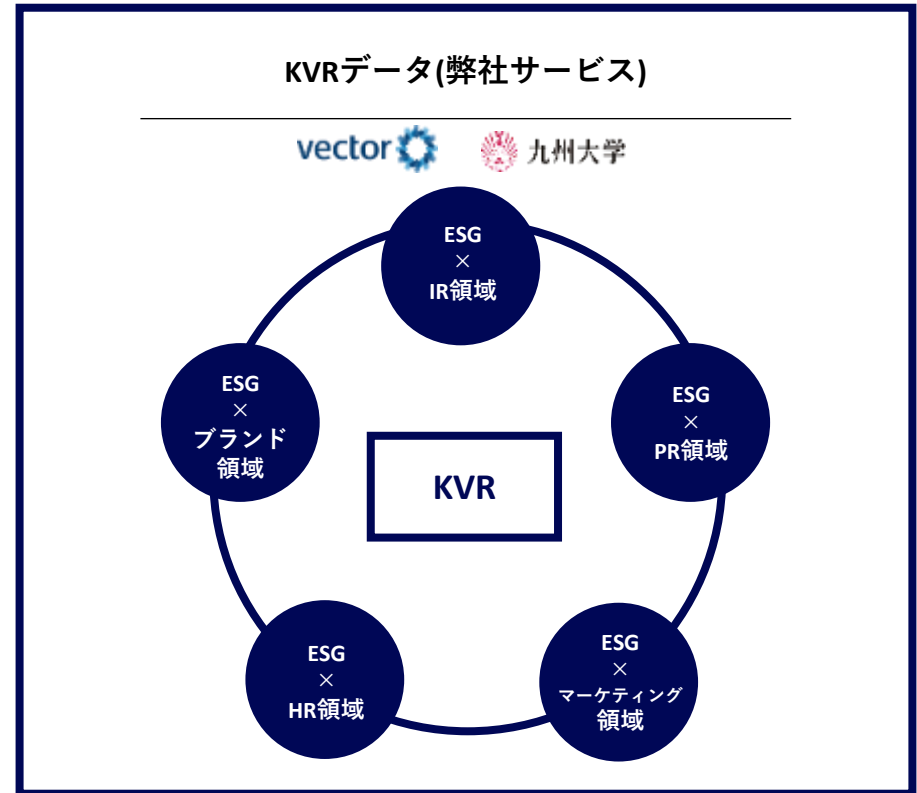 KVRデータ(弊社サービス)
vector
九州大学
ESG
×
IR領域
ESG
×
ブランド
領域
ESG
×
PR領域
KVR
ESG
×
HR領域
ESG
×
マーケティング
領域